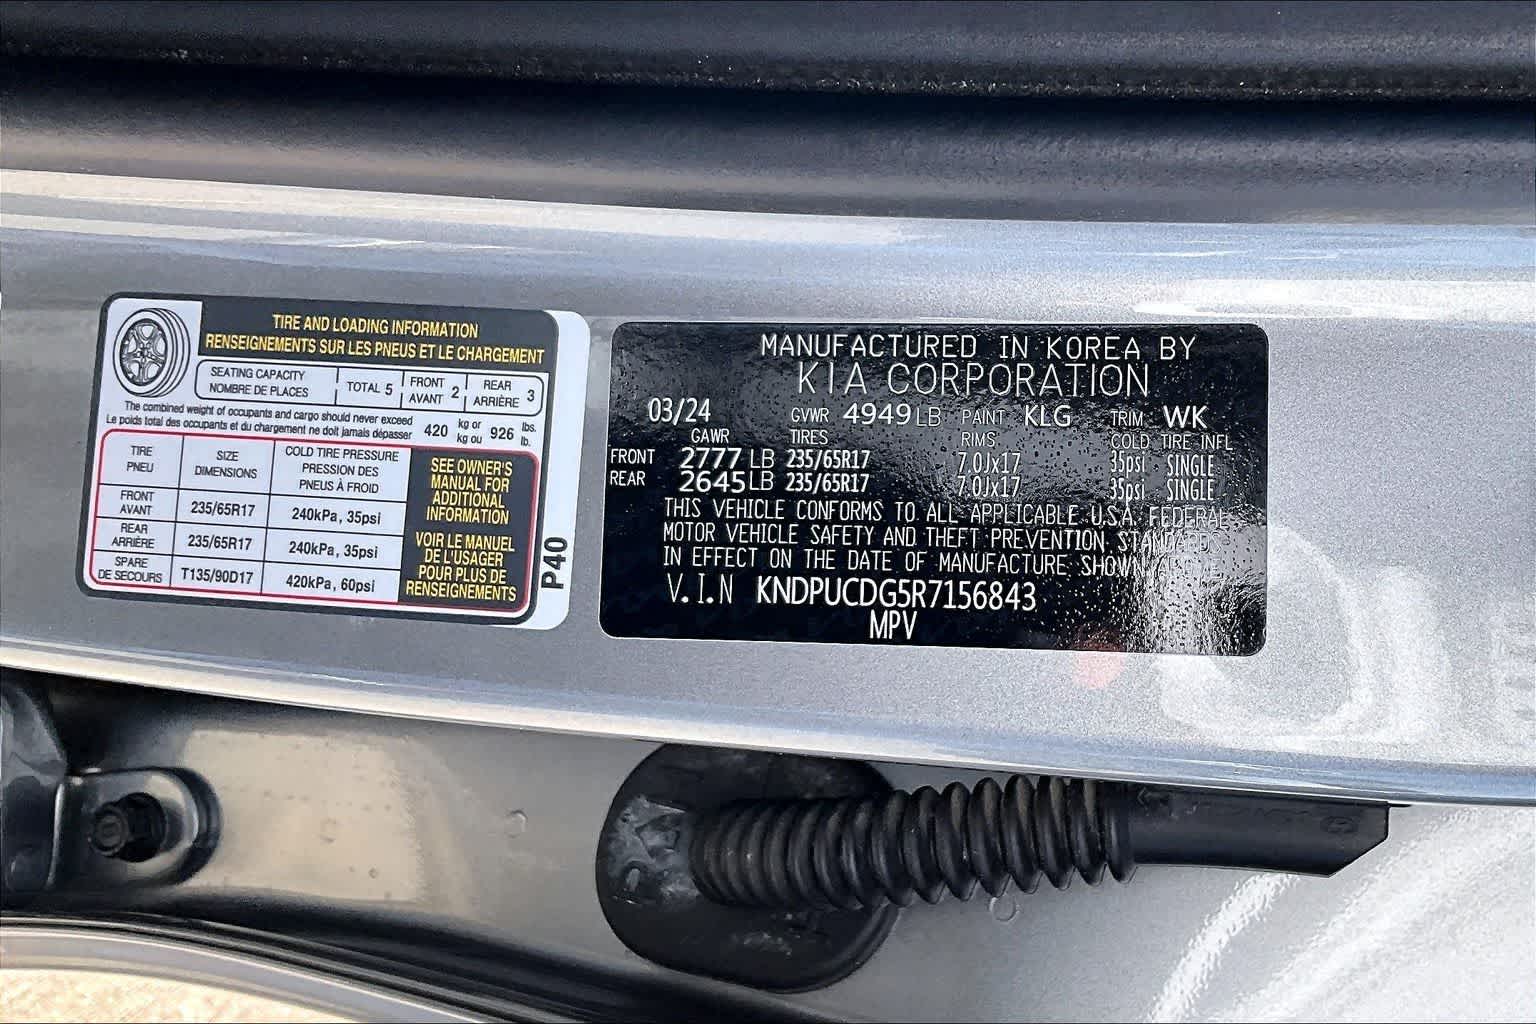 TIRE AND LOADING INFORMATION
RENSEIGNEMENTS SUR LES PNEUS ET LE CHARGEMENT
SEATING CAPACITY
NOMBRE DE PLACES
TOTAL 5
FRONT
AVANT 2
REAR
ARRIÈRE 3
The combined weight of occupants and cargo should never exceed
Le poids total des occupants et du chargement ne doit jamais dépasser
420 kg or
kg ou 926 lbs.
lb.
TIRE
PNEU
SIZE
DIMENSIONS
COLD TIRE PRESSURE
PRESSION DES
PNEUS À FROID
FRONT
AVANT
235/65R17
240kPa, 35psi
REAR
ARRIÈRE
235/65R17
240kPa, 35psi
SPARE
DE SECOURS
T135/90D17
420kPa, 60psi
SEE OWNER'S
MANUAL FOR
ADDITIONAL
INFORMATION
VOIR LE MANUEL
DE L'USAGER
POUR PLUS DE
RENSEIGNEMENTS
P40
MANUFACTURED IN KOREA BY
KIA CORPORATION
03/24 GVWR 4949 LB PAINT KLG TRIM WK
GAWR TIRES RIMS COLD TIRE INFL
FRONT 2777 LB 235/65R17 7.0Jx17 35psi SINGLE
REAR 2645 LB 235/65R17 7.0Jx17 35psi SINGLE
THIS VEHICLE CONFORMS TO ALL APPLICABLE U.S.A. FEDERAL
MOTOR VEHICLE SAFETY AND THEFT PREVENTION STANDARDS
IN EFFECT ON THE DATE OF MANUFACTURE SHOWN
V.I.N KNDPUCDG5R7156843
MPV